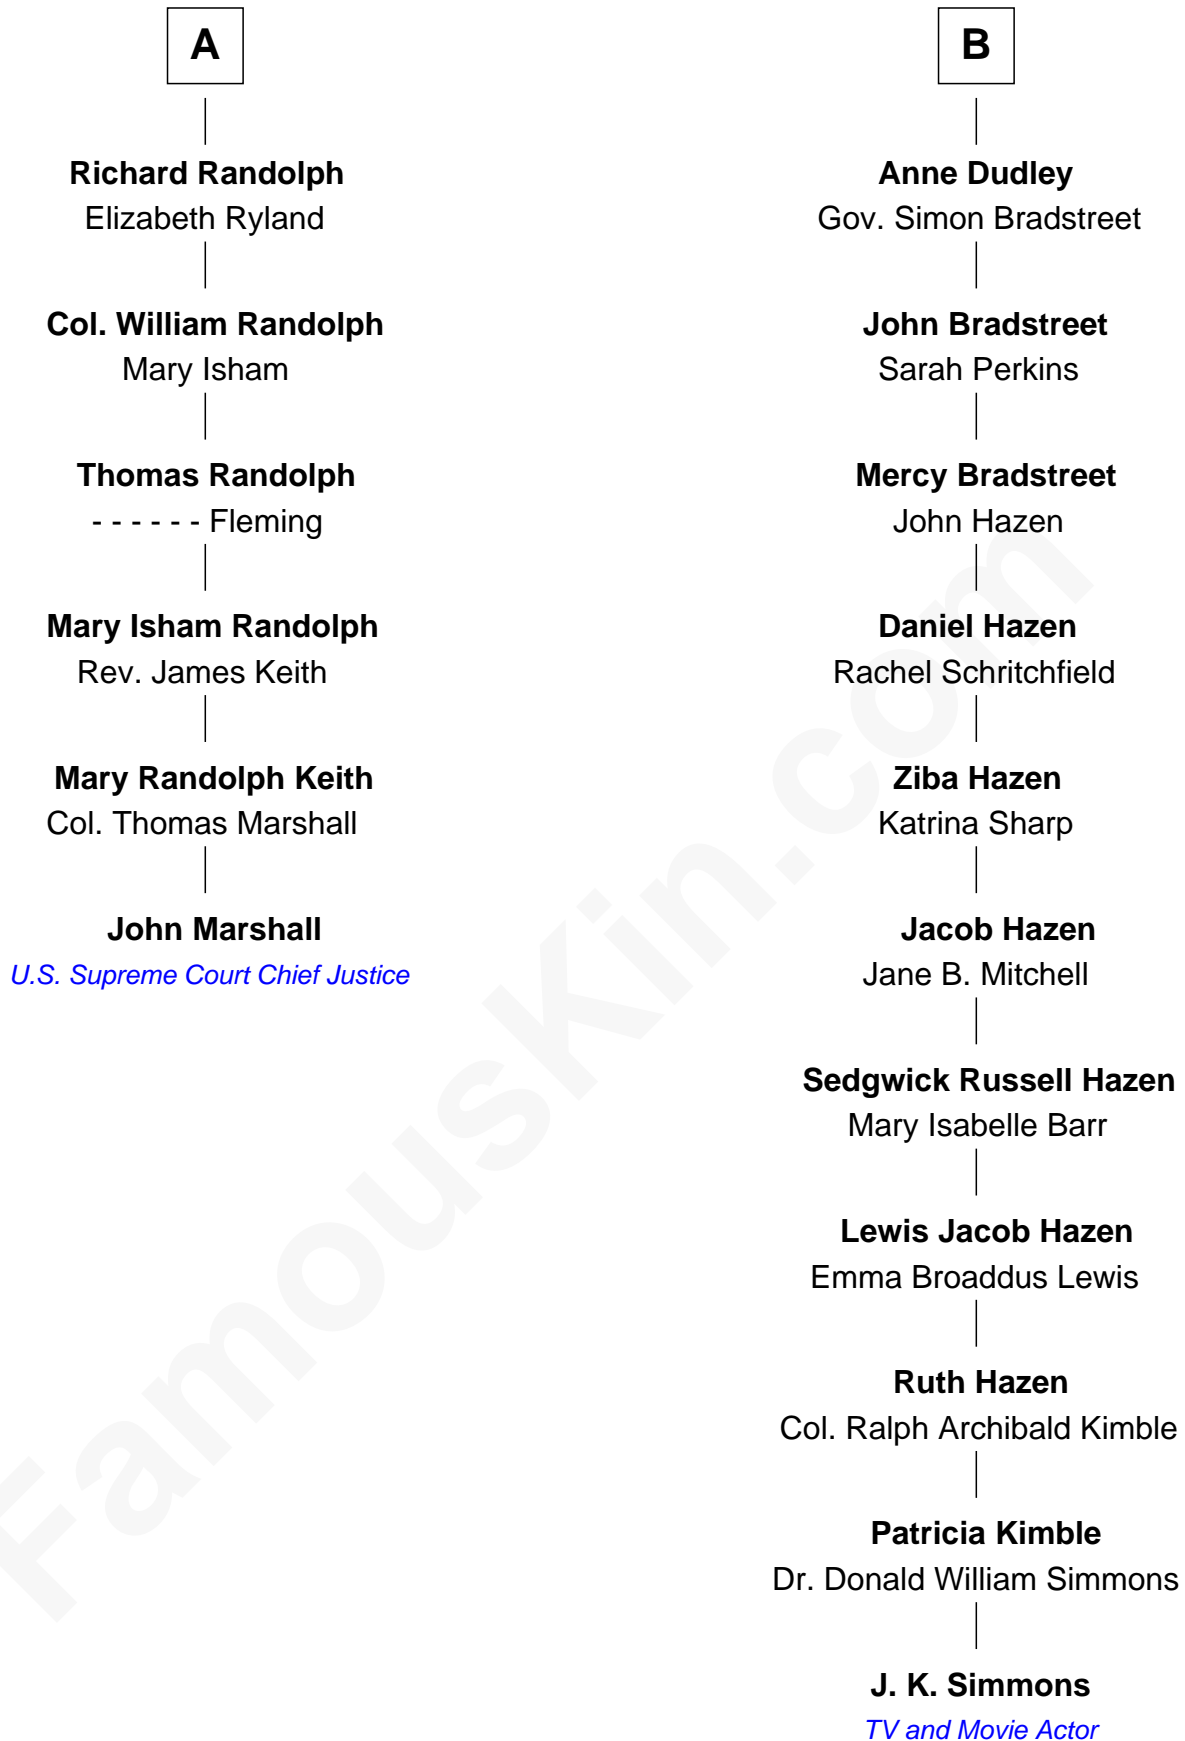 A
Richard Randolph
Elizabeth Ryland
Col. William Randolph
Mary Isham
Thomas Randolph
- - - - - - Fleming
Mary Isham Randolph
Rev. James Keith
Mary Randolph Keith
Col. Thomas Marshall
John Marshall
U.S. Supreme Court Chief Justice
B
Anne Dudley
Gov. Simon Bradstreet
John Bradstreet
Sarah Perkins
Mercy Bradstreet
John Hazen
Daniel Hazen
Rachel Schritchfield
Ziba Hazen
Katrina Sharp
Jacob Hazen
Jane B. Mitchell
Sedgwick Russell Hazen
Mary Isabelle Barr
Lewis Jacob Hazen
Emma Broaddus Lewis
Ruth Hazen
Col. Ralph Archibald Kimble
Patricia Kimble
Dr. Donald William Simmons
J. K. Simmons
TV and Movie Actor
FamousKin.com